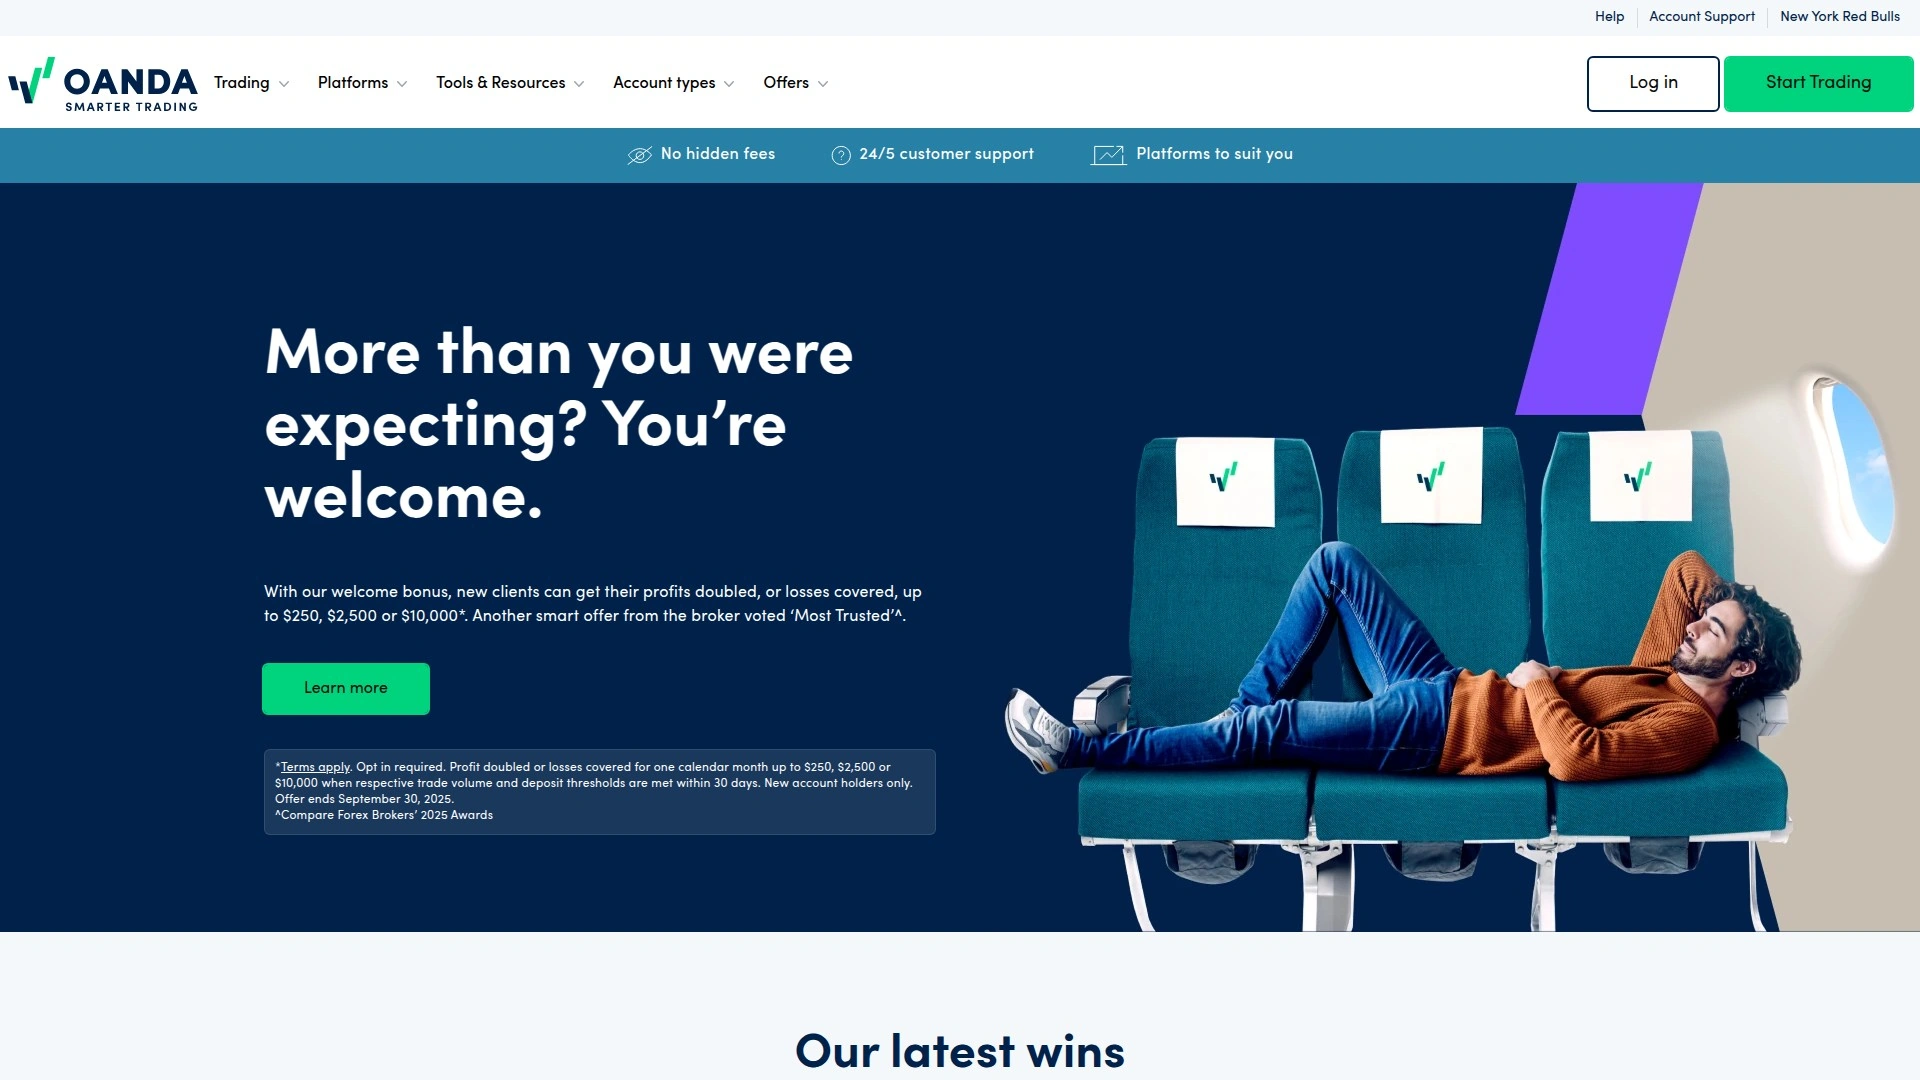 Help
Account Support
New York Red Bulls
OANDA
SMARTER TRADING
Trading
Platforms
Tools & Resources
Account types
Offers
Log in
Start Trading
No hidden fees
24/5 customer support
Platforms to suit you
More than you were
expecting? You’re
welcome.
With our welcome bonus, new clients can get their profits doubled, or losses covered, up
to $250, $2,500 or $10,000*. Another smart offer from the broker voted ‘Most Trusted’^.
Learn more
*Terms apply. Opt in required. Profit doubled or losses covered for one calendar month up to $250, $2,500 or
$10,000 when respective trade volume and deposit thresholds are met within 30 days. New account holders only.
Offer ends September 30, 2025.
^Compare Forex Brokers’ 2025 Awards
Our latest wins